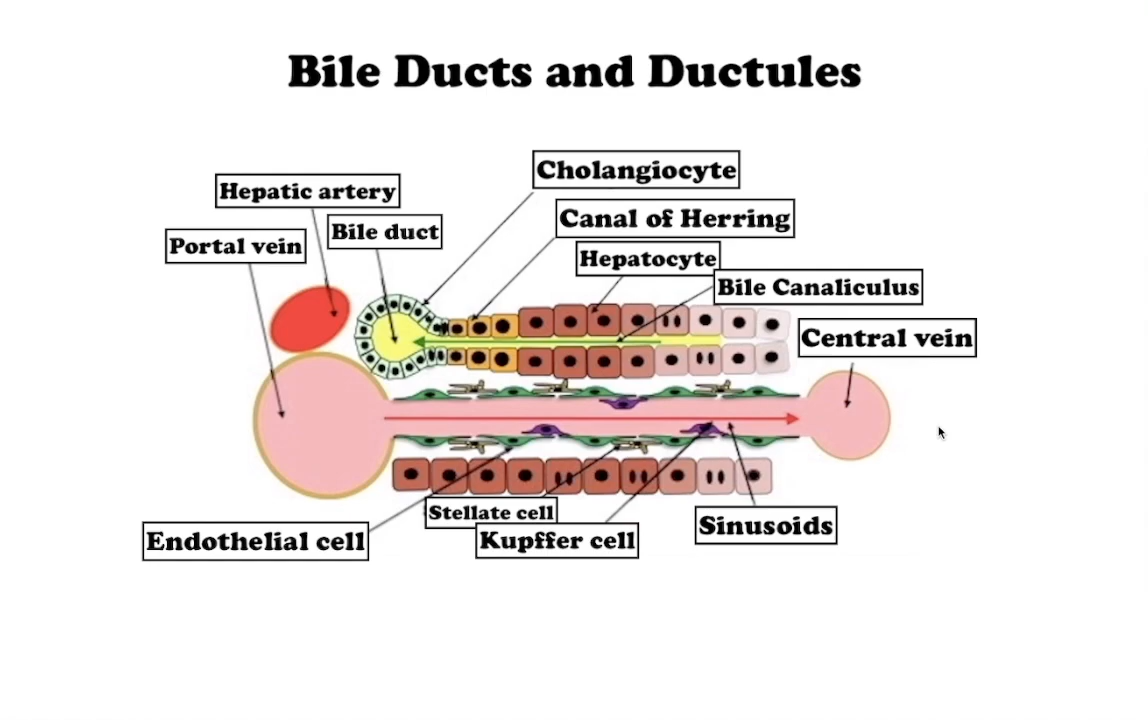 Bile Ducts and Ductules
Cholangiocyte
Hepatic artery
Canal of Herring
Bile duct
Portal vein
Hepatocyte
Bile Canaliculus
Central vein
Stellate cell
Sinusoids
Endothelial cell
Kupffer cell